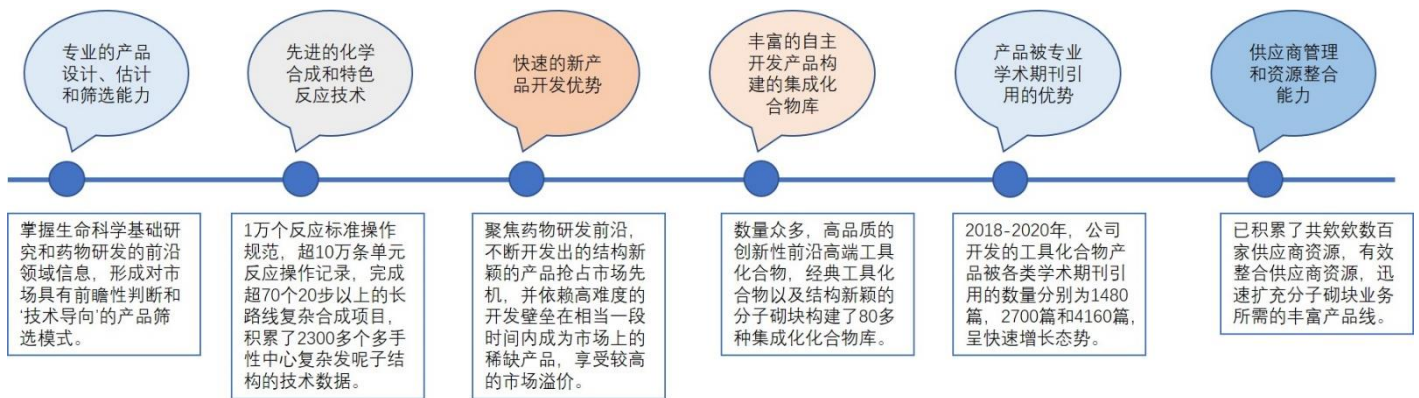 专业的产品
设计、估计
和筛选能力
先进的化学
合成和特色
反应技术
快速的新产
品开发优势
丰富的自主
开发产品构
建的集成化
合物库
产品被专业
学术期刊引
用的优势
供应商管理
和资源整合
能力
掌握生命科学基础研
究和药物研发的前沿
领域信息，形成对市
场具有前瞻性判断和
‘技术导向’的产品筛
选模式。
1万个反应标准操作
规范，超10万条单元
反应操作记录，完成
超70个20步以上的长
路线复杂合成项目，
积累了2300多个多手
性中心复杂发呢子结
构的技术数据。
聚焦药物研发前沿，
不断开发出的结构新
颖的产品抢占市场先
机，并依赖高难度的
开发壁垒在相当一段
时间内成为市场上的
稀缺产品，享受较高
的市场溢价。
数量众多，高品质的
创新性前沿高端工具
化合物，经典工具化
合物以及结构新颖的
分子砌块构建了80多
种集成化化合物库。
2018-2020年，公司
开发的工具化合物产
品被各类学术期刊引
用的数量分别为1480
篇，2700篇和4160篇，
呈快速增长态势。
已积累了共欸欸数百
家供应商资源，有效
整合供应商资源，迅
速扩充分子砌块业务
所需的丰富产品线。